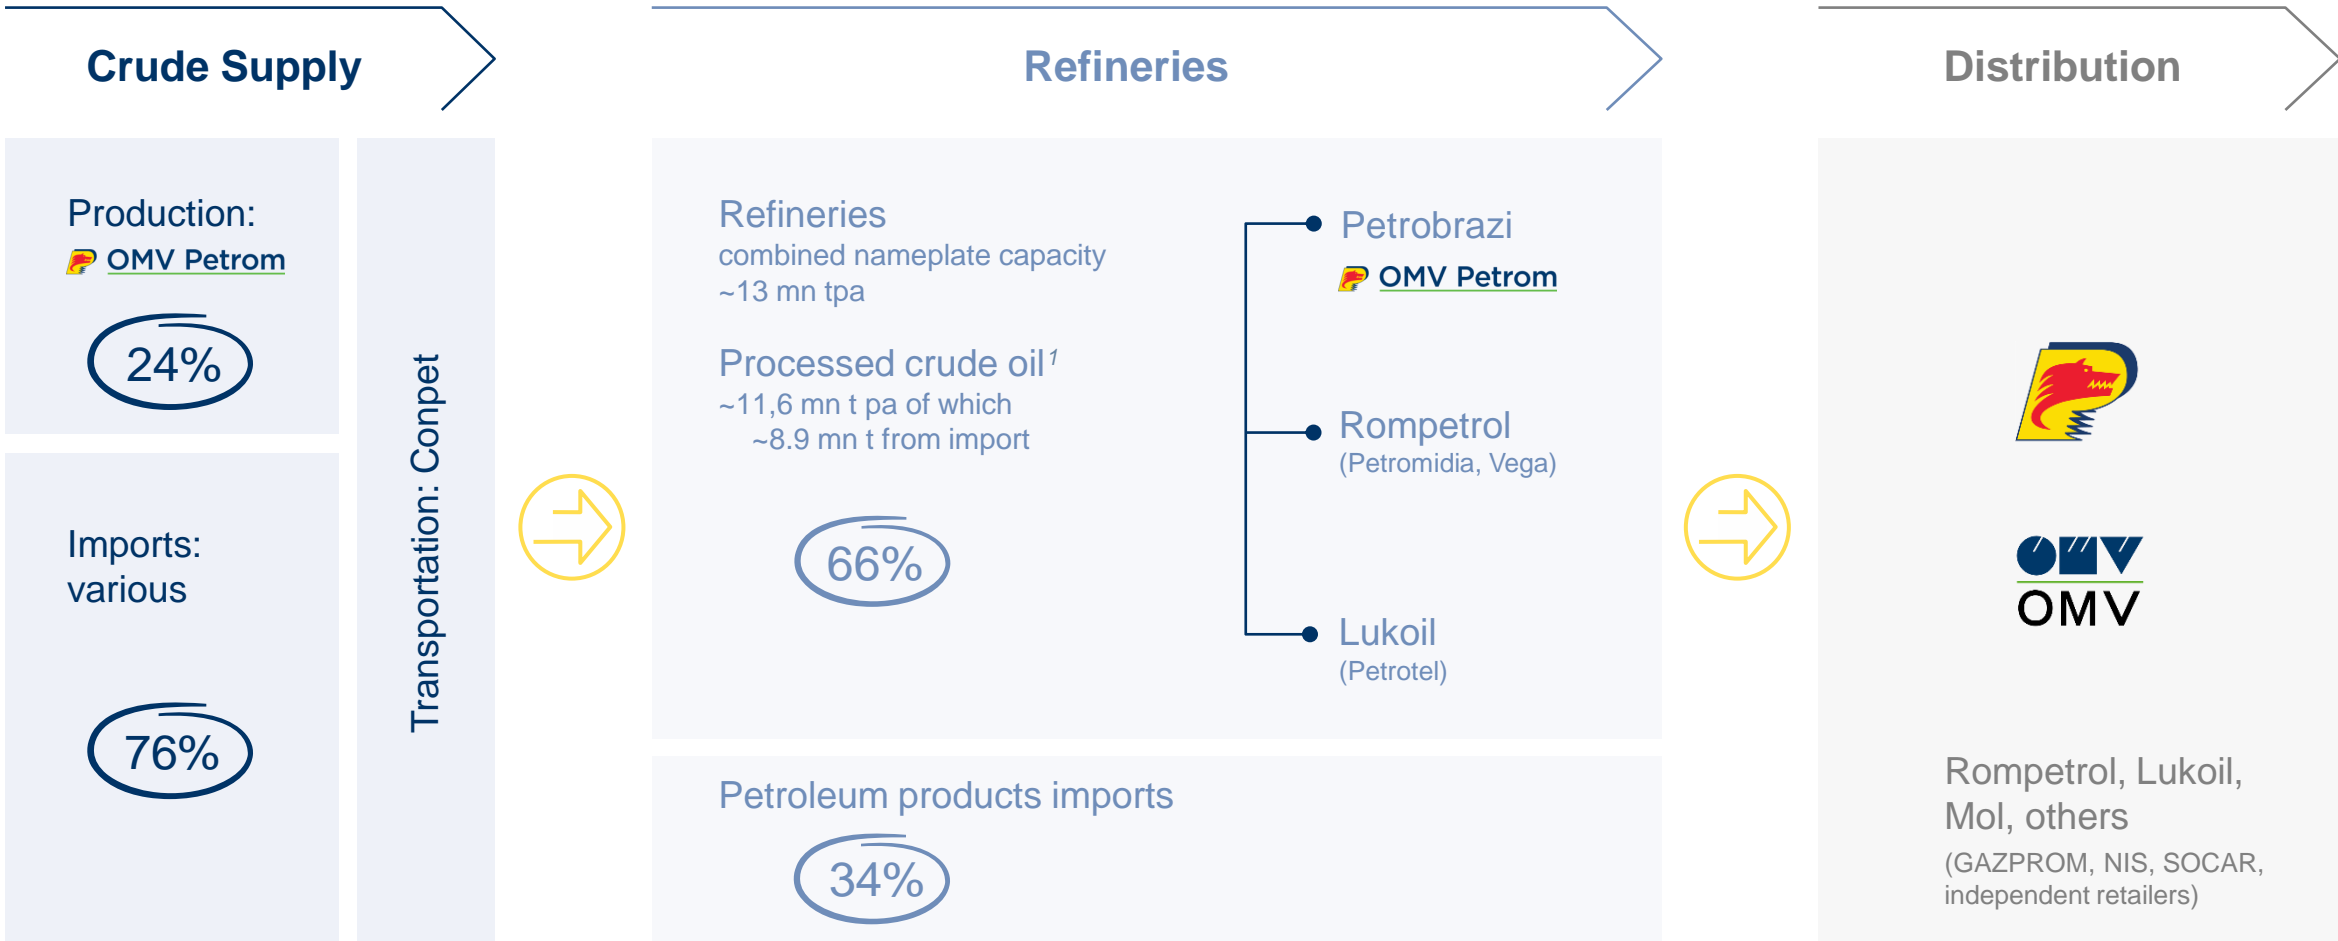 Crude Supply
Production:
OMV Petrom
24%
Imports:
various
76%
Transportation: Conpet
Refineries
Refineries
combined nameplate capacity
~13 mn tpa
Processed crude oil1
~11,6 mn t pa of which
~8.9 mn t from import
66%
Petrobrazi
OMV Petrom
Rompetrol
(Petromidia, Vega)
Lukoil
(Petrotel)
Petroleum products imports
34%
Distribution
OMV
OMV
Rompetrol, Lukoil,
Mol, others
(GAZPROM, NIS, SOCAR,
independent retailers)